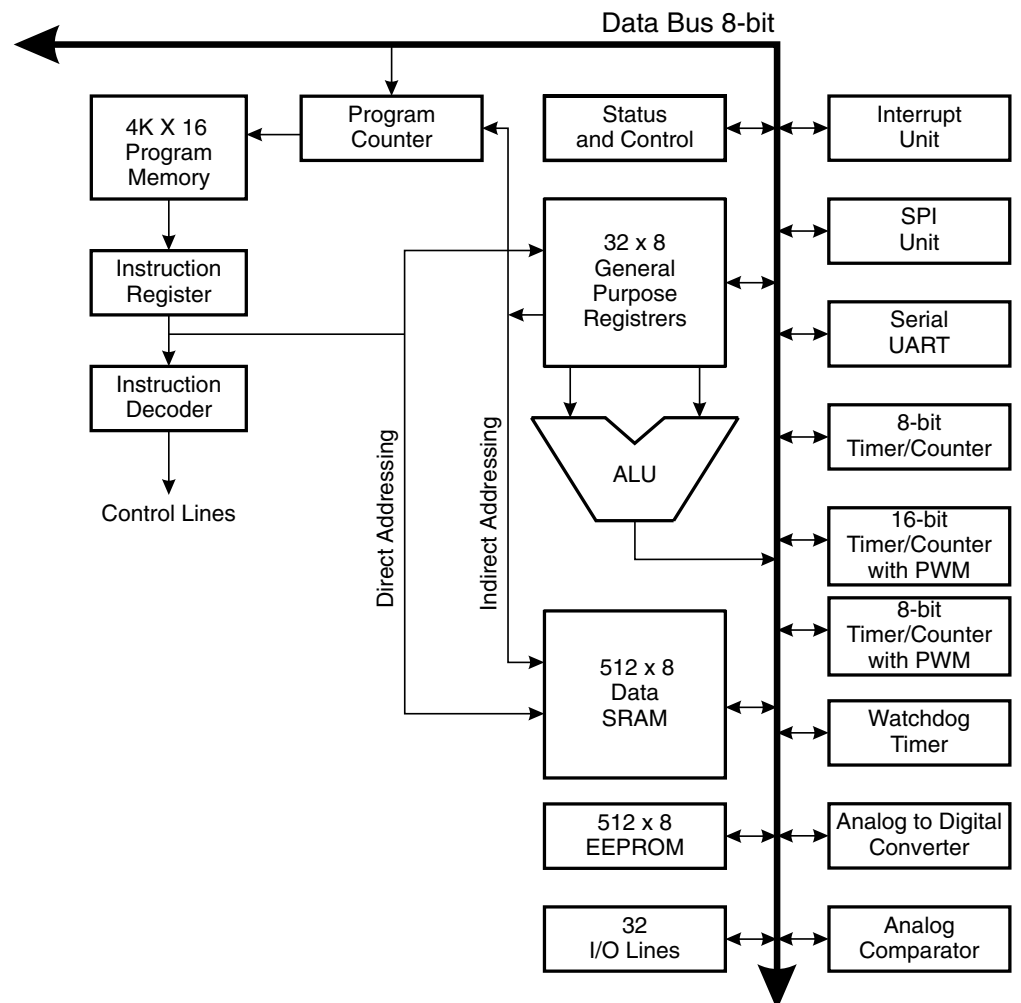 Data Bus 8-bit
4K X 16
Program
Memory
Program
Counter
Status
and Control
Interrupt
Unit
32 x 8
General
Purpose
Registrers
SPI
Unit
Instruction
Register
Serial
UART
Instruction
Decoder
8-bit
Timer/Counter
ALU
Control Lines
Direct Addressing
Indirect Addressing
16-bit
Timer/Counter
with PWM
8-bit
Timer/Counter
with PWM
512 x 8
Data
SRAM
Watchdog
Timer
512 x 8
EEPROM
Analog to Digital
Converter
32
I/O Lines
Analog
Comparator